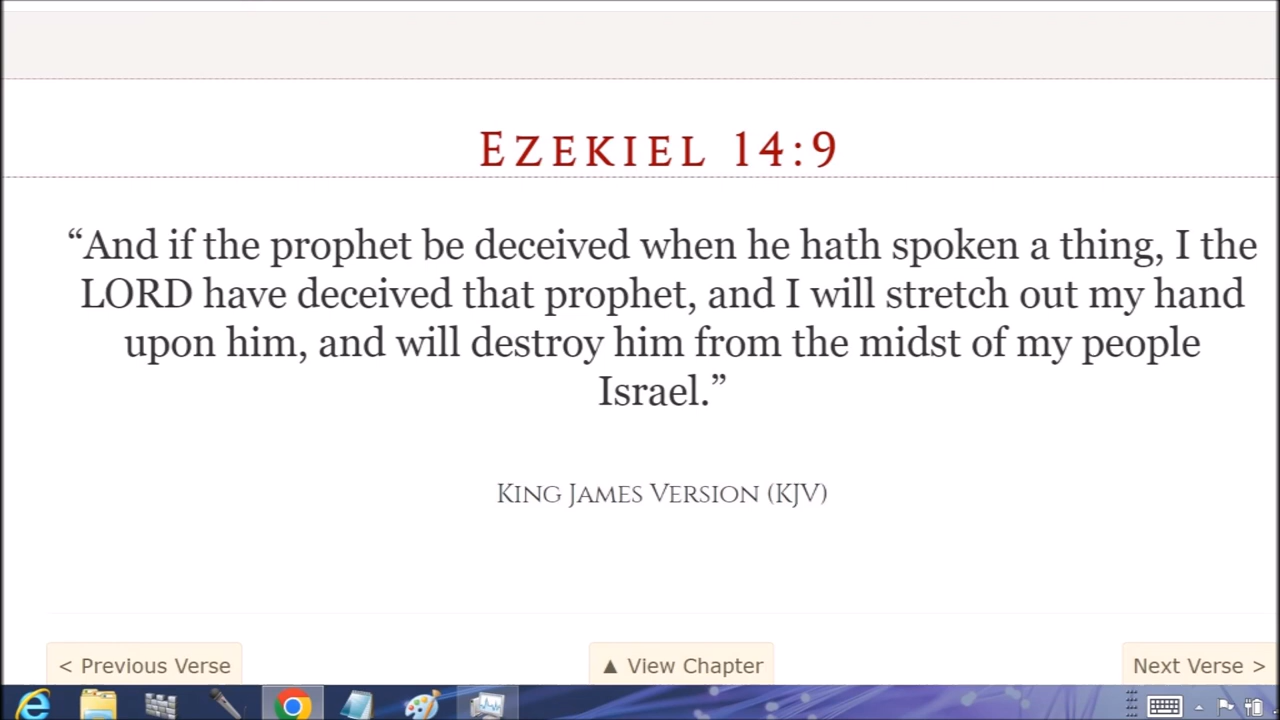 EZEKIEL 14:9
“And if the prophet be deceived when he hath spoken a thing, I the
LORD have deceived that prophet, and I will stretch out my hand
upon him, and will destroy him from the midst of my people
Israel.”
KING JAMES VERSION (KJV)
< Previous Verse
▲ View Chapter
Next Verse >